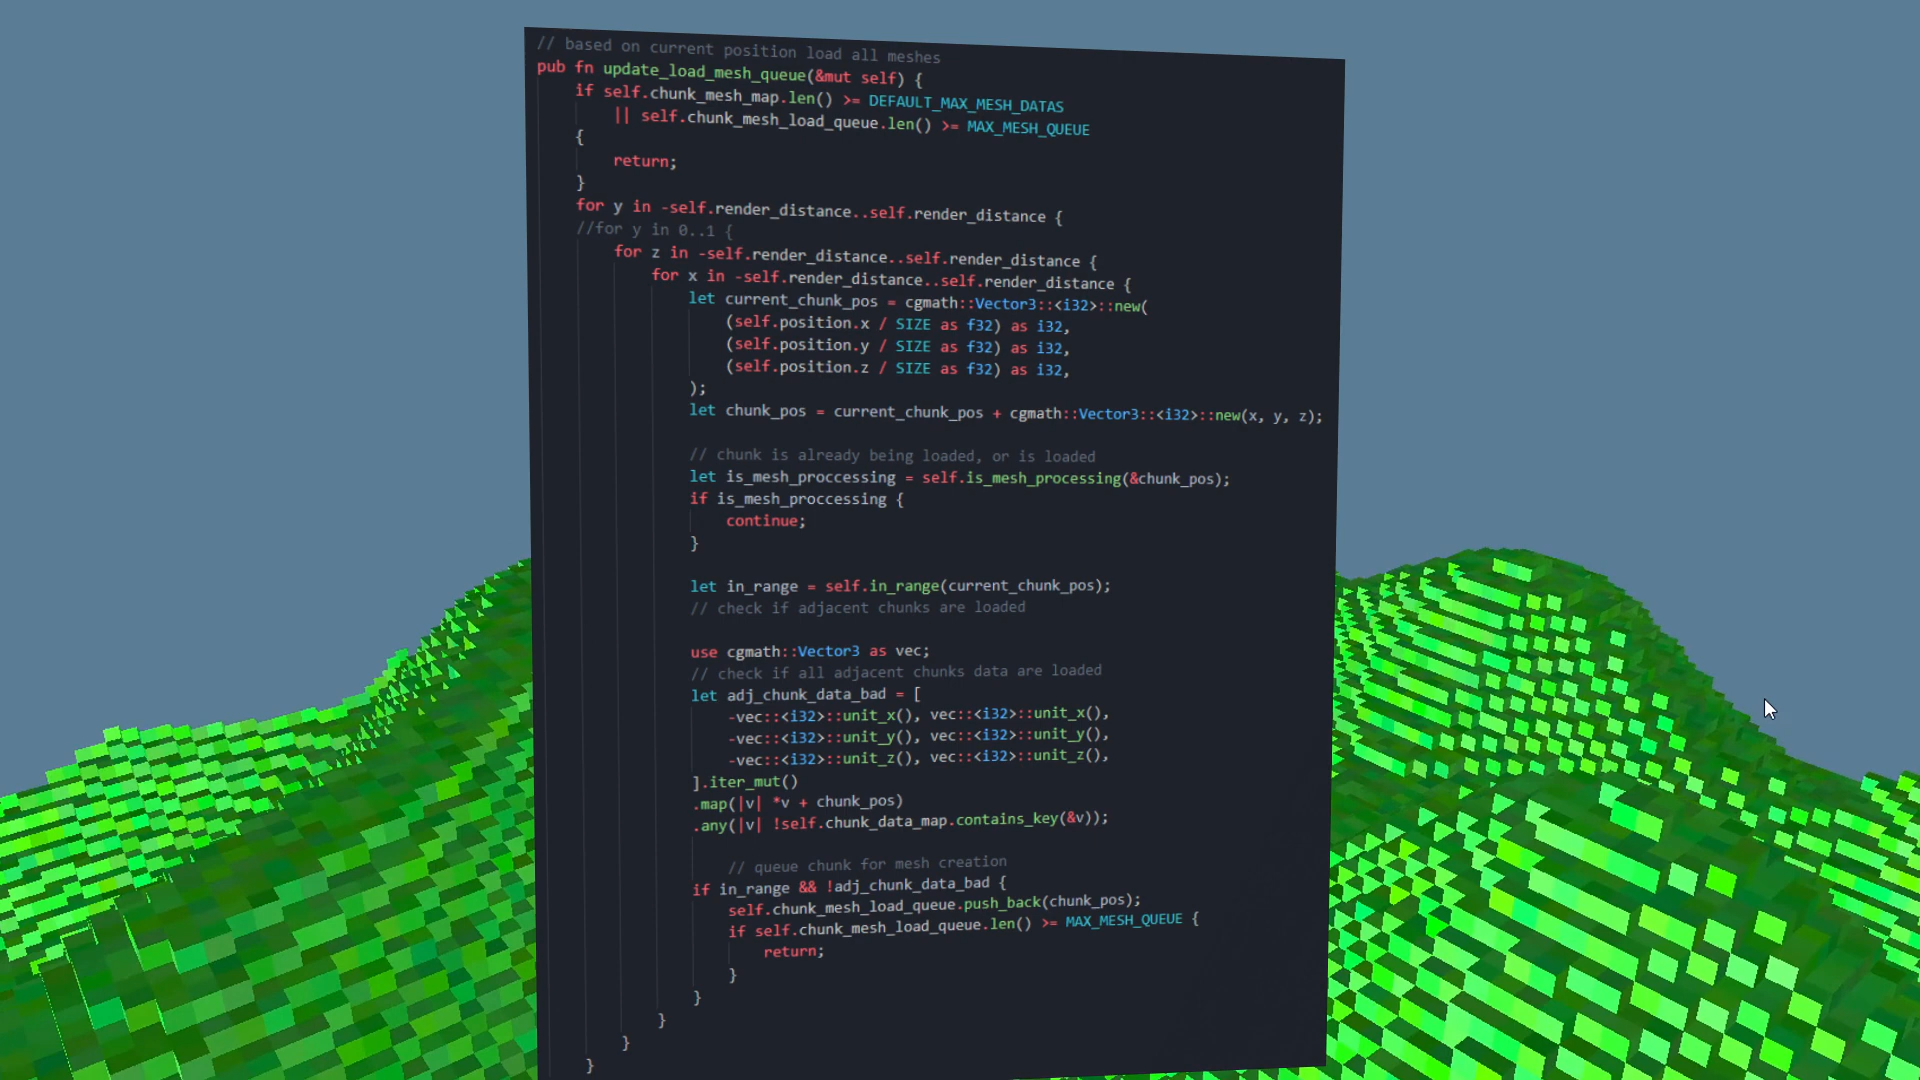 // based on current position load all meshes
pub fn update_load_mesh_queue(&mut self) {
if self.chunk_mesh_map.len() >= DEFAULT_MAX_MESH_DATAS
|| self.chunk_mesh_load_queue.len() >= MAX_MESH_QUEUE
{
return;
}
for y in -self.render_distance..self.render_distance {
//for y in 0..1 {
for z in -self.render_distance..self.render_distance {
for x in -self.render_distance..self.render_distance {
let current_chunk_pos = cgmath::Vector3::<i32>::new(
(self.position.x / SIZE as f32) as i32,
(self.position.y / SIZE as f32) as i32,
(self.position.z / SIZE as f32) as i32,
);
let chunk_pos = current_chunk_pos + cgmath::Vector3::<i32>::new(x, y, z);
// chunk is already being loaded, or is loaded
let is_mesh_proccessing = self.is_mesh_processing(&chunk_pos);
if is_mesh_proccessing {
continue;
}
let in_range = self.in_range(current_chunk_pos);
// check if adjacent chunks are loaded
use cgmath::Vector3 as vec;
// check if all adjacent chunks data are loaded
let adj_chunk_data_bad = [
-vec::<i32>::unit_x(), vec::<i32>::unit_x(),
-vec::<i32>::unit_y(), vec::<i32>::unit_y(),
-vec::<i32>::unit_z(), vec::<i32>::unit_z(),
].iter_mut()
.map(|v| *v + chunk_pos)
.any(|v| !self.chunk_data_map.contains_key(&v));
// queue chunk for mesh creation
if in_range && !adj_chunk_data_bad {
self.chunk_mesh_load_queue.push_back(chunk_pos);
if self.chunk_mesh_load_queue.len() >= MAX_MESH_QUEUE {
return;
}
}
}
}
}